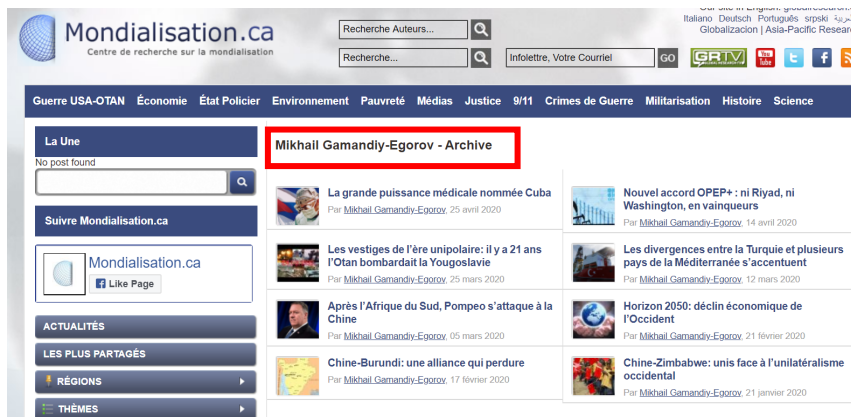 Our site in English: globalresearch.
Italiano Deutsch Português srpski
Globalizacion | Asia-Pacific Resear
Mondialisation.ca
Centre de recherche sur la mondialisation
Recherche Auteurs...
Recherche...
Infolettre, Votre Courriel
GO
GRTV
You
Tube
Guerre USA-OTAN Économie État Policier Environnement Pauvreté Médias Justice 9/11 Crimes de Guerre Militarisation Histoire Science
La Une
No post found
Suivre Mondialisation.ca
Mondialisation.ca
Like Page
ACTUALITÉS
LES PLUS PARTAGÉS
RÉGIONS
THÈMES
Mikhail Gamandiy-Egorov - Archive
La grande puissance médicale nommée Cuba
Par Mikhail Gamandiy-Egorov, 25 avril 2020
Nouvel accord OPEP+ : ni Riyad, ni
Washington, en vainqueurs
Par Mikhail Gamandiy-Egorov, 14 avril 2020
Les vestiges de l'ère unipolaire: il y a 21 ans
l'Otan bombardait la Yougoslavie
Par Mikhail Gamandiy-Egorov, 25 mars 2020
Les divergences entre la Turquie et plusieurs
pays de la Méditerranée s'accentuent
Par Mikhail Gamandiy-Egorov, 12 mars 2020
Après l'Afrique du Sud, Pompeo s'attaque à la
Chine
Par Mikhail Gamandiy-Egorov, 05 mars 2020
Horizon 2050: déclin économique de
l'Occident
Par Mikhail Gamandiy-Egorov, 21 février 2020
Chine-Burundi: une alliance qui perdure
Par Mikhail Gamandiy-Egorov, 17 février 2020
Chine-Zimbabwe: unis face à l'unilatéralisme
occidental
Par Mikhail Gamandiy-Egorov, 21 janvier 2020